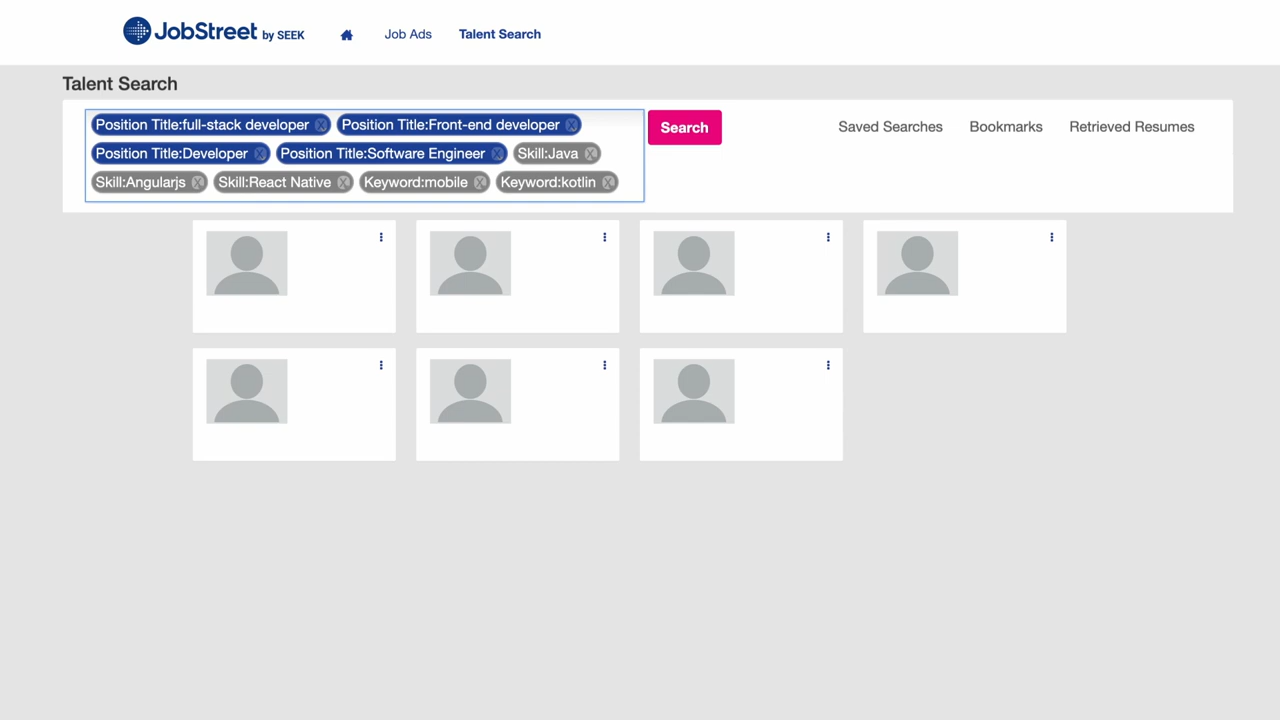 JobStreet by SEEK Job Ads Talent Search
Talent Search
Position Title:full-stack developer X Position Title:Front-end developer X Search Saved Searches Bookmarks Retrieved Resumes
Position Title:Developer X Position Title:Software Engineer X Skill:Java X
Skill:Angularjs X Skill:React Native X Keyword:mobile X Keyword:kotlin X